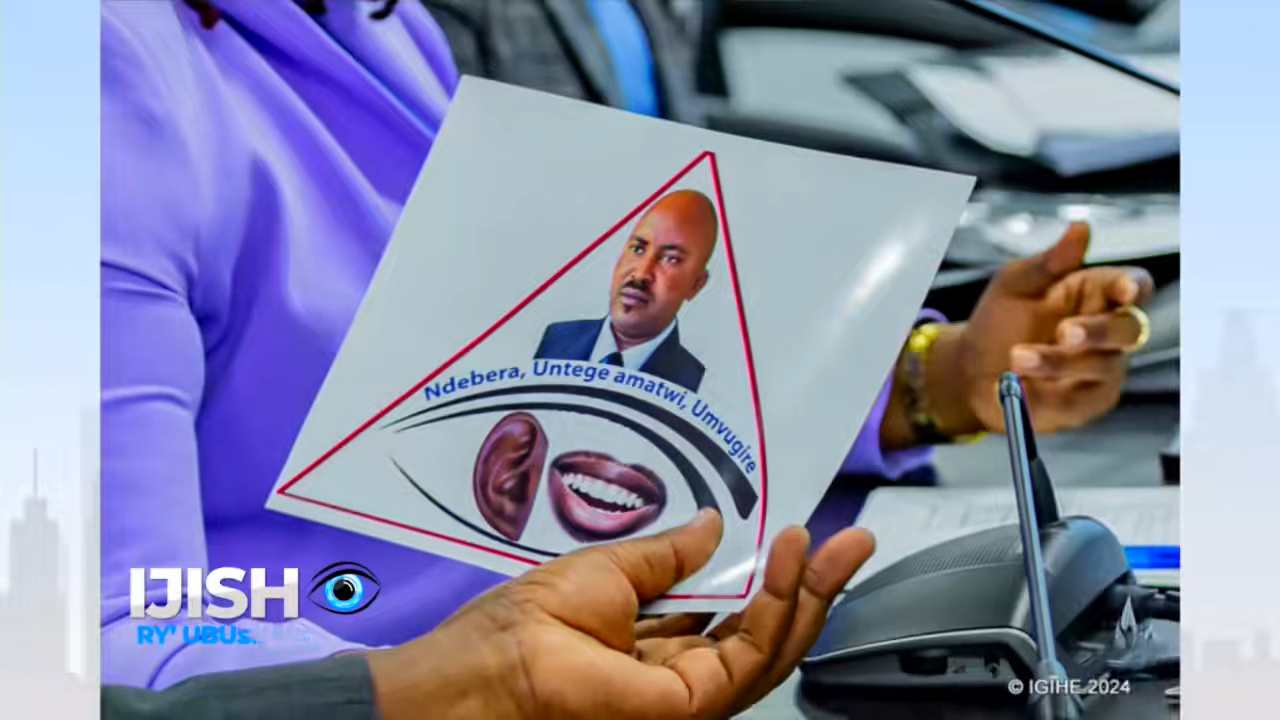 Ndebera, Untege amatwi, Umvugire
IJISH
RY' UBUs.
© IGIHE 2024